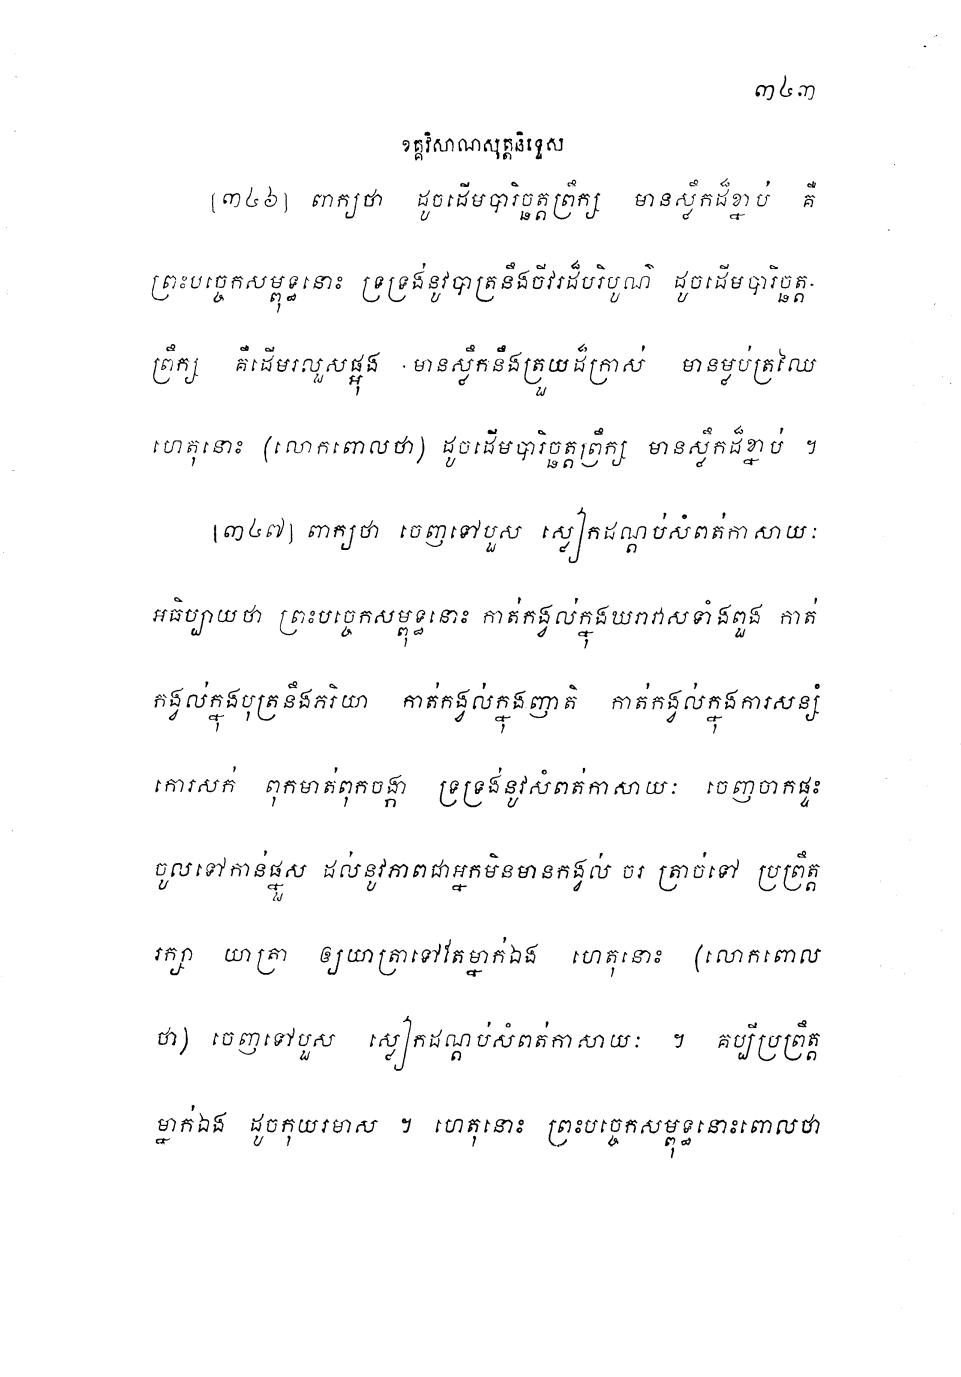 ៣៤៣
ខគ្គវិសាណសុត្តនិទ្ទេស
[៣៤៦] ពាក្យថា ដូចដើមបារិច្ឆត្តព្រឹក្ស មានស្លឹកដ៏ខ្នាប់ គឺ
ព្រះបច្ចេកសម្ពុទ្ធនោះ ទ្រទ្រង់នូវបាត្រនឹងចីវរដ៏បរិបូណ៌ ដូចដើមបារិច្ឆត្ត-
ព្រឹក្ស គឺដើមរលួសផ្អុង មានស្លឹកនឹងត្រួយដ៏ក្រាស់ មានម្លប់ត្រឈៃ
ហេតុនោះ (លោកពោលថា) ដូចដើមបារិច្ឆត្តព្រឹក្ស មានស្លឹកដ៏ខ្នាប់ ។
[៣៤៧] ពាក្យថា ចេញទៅបួស ស្លៀកដណ្តប់សំពត់កាសាយៈ
អធិប្បាយថា ព្រះបច្ចេកសម្ពុទ្ធនោះ កាត់កង្វល់ក្នុងឃរាវាសទាំងពួង កាត់
កង្វល់ក្នុងបុត្រនឹងភរិយា កាត់កង្វល់ក្នុងញាតិ កាត់កង្វល់ក្នុងការសន្សំ
កោរសក់ ពុកមាត់ពុកចង្កា ទ្រទ្រង់នូវសំពត់កាសាយៈ ចេញចាកផ្ទះ
ចូលទៅកាន់ផ្នួស ដល់នូវភាពជាអ្នកមិនមានកង្វល់ ចរ ត្រាច់ទៅ ប្រព្រឹត្ត
រក្សា យាត្រា ឲ្យយាត្រាទៅតែម្នាក់ឯង ហេតុនោះ (លោកពោល
ថា) ចេញទៅបួស ស្លៀកដណ្តប់សំពត់កាសាយៈ ។ គប្បីប្រព្រឹត្ត
ម្នាក់ឯង ដូចកុយរមាស ។ ហេតុនោះ ព្រះបច្ចេកសម្ពុទ្ធនោះពោលថា